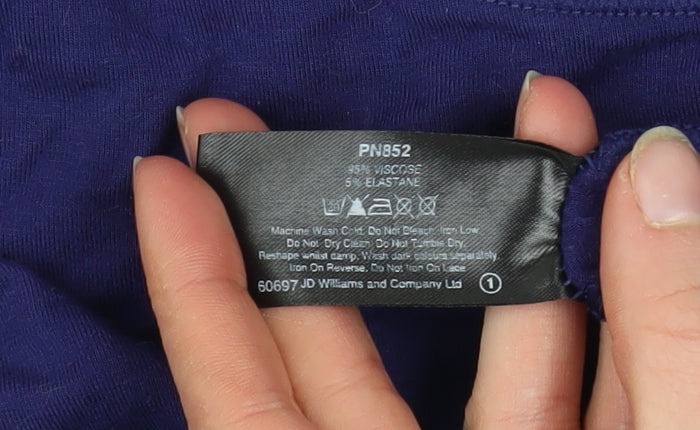 PN852
95% VISCOSE
5% ELASTANE
Machine Wash Cold. Do Not Bleach. Iron Low.
Do Not Dry Clean. Do Not Tumble Dry.
Reshape whilst damp. Wash dark colours separately.
Iron On Reverse. Do Not Iron On Lace
60697 JD Williams and Company Ltd 1